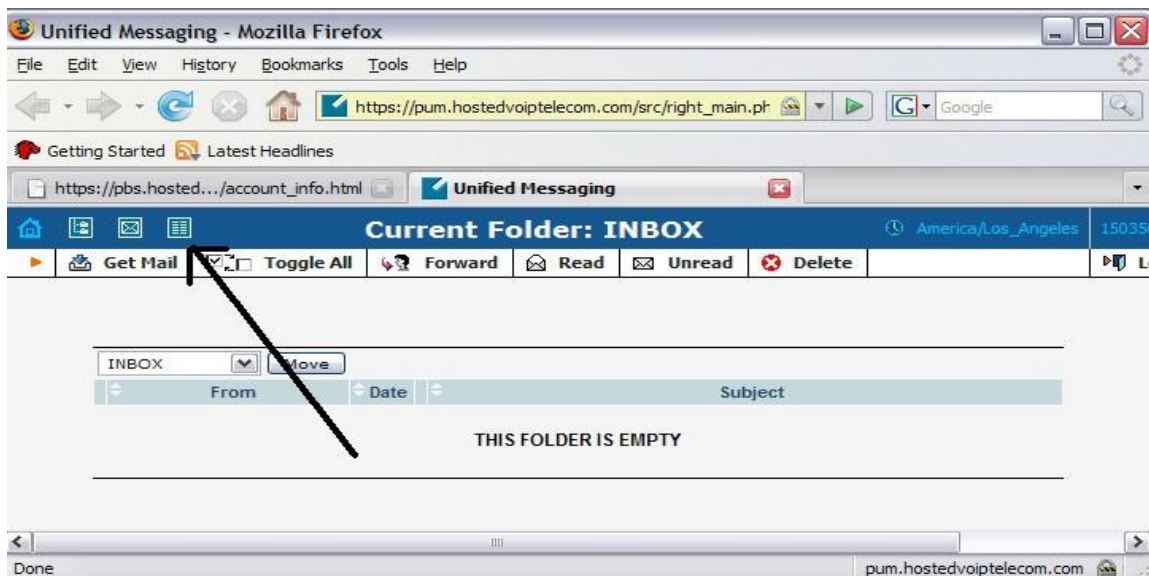 Unified Messaging - Mozilla Firefox
File Edit View History Bookmarks Tools Help
https://pum.hostedvoiptelecom.com/src/right_main.ph G Google
Getting Started Latest Headlines
https://pbs.hosted.../account_info.html Unified Messaging
Current Folder: INBOX America/Los_Angeles 15035
Get Mail Toggle All Forward Read Unread Delete L
INBOX Move
From Date Subject
THIS FOLDER IS EMPTY
Done pum.hostedvoiptelecom.com